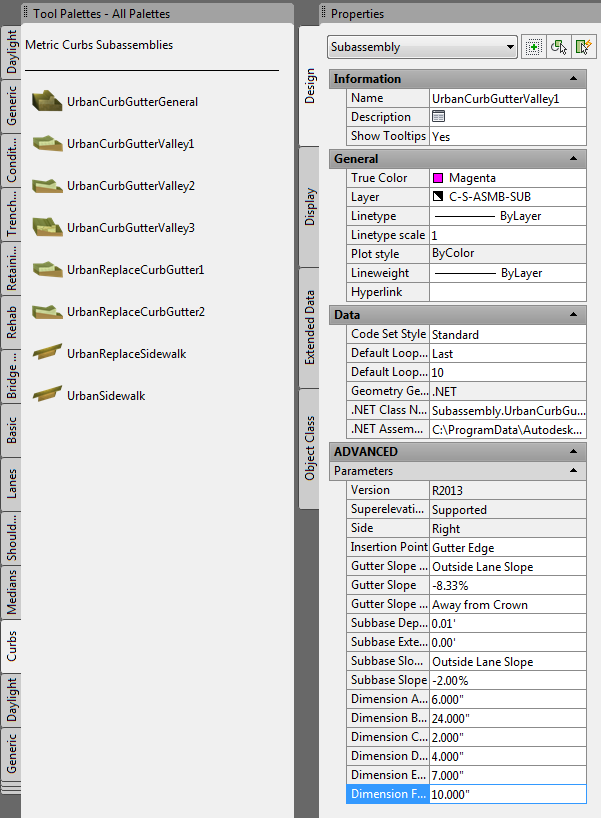 Tool Palettes - All Palettes
Metric Curbs Subassemblies
UrbanCurbGutterGeneral
UrbanCurbGutterValley1
UrbanCurbGutterValley2
UrbanCurbGutterValley3
UrbanReplaceCurbGutter1
UrbanReplaceCurbGutter2
UrbanReplaceSidewalk
UrbanSidewalk
Daylight
Generic
Condit...
Trench...
Retaini...
Rehab
Bridge ...
Basic
Lanes
Should...
Medians
Curbs
Daylight
Generic
Properties
Subassembly
Design
Display
Extended Data
Object Class
Information
Name UrbanCurbGutterValley1
Description
Show Tooltips Yes
General
True Color Magenta
Layer C-S-ASMB-SUB
Linetype ByLayer
Linetype scale 1
Plot style ByColor
Lineweight ByLayer
Hyperlink
Data
Code Set Style Standard
Default Loop... Last
Default Loop... 10
Geometry Ge... .NET
.NET Class N... Subassembly.UrbanCurbGu...
.NET Assem... C:\ProgramData\Autodesk...
ADVANCED
Parameters
Version R2013
Superelevati... Supported
Side Right
Insertion Point Gutter Edge
Gutter Slope ... Outside Lane Slope
Gutter Slope -8.33%
Gutter Slope ... Away from Crown
Subbase Dep... 0.01'
Subbase Exte... 0.00'
Subbase Slo... Outside Lane Slope
Subbase Slope -2.00%
Dimension A... 6.000"
Dimension B... 24.000"
Dimension C... 2.000"
Dimension D... 4.000"
Dimension E... 7.000"
Dimension F... 10.000"